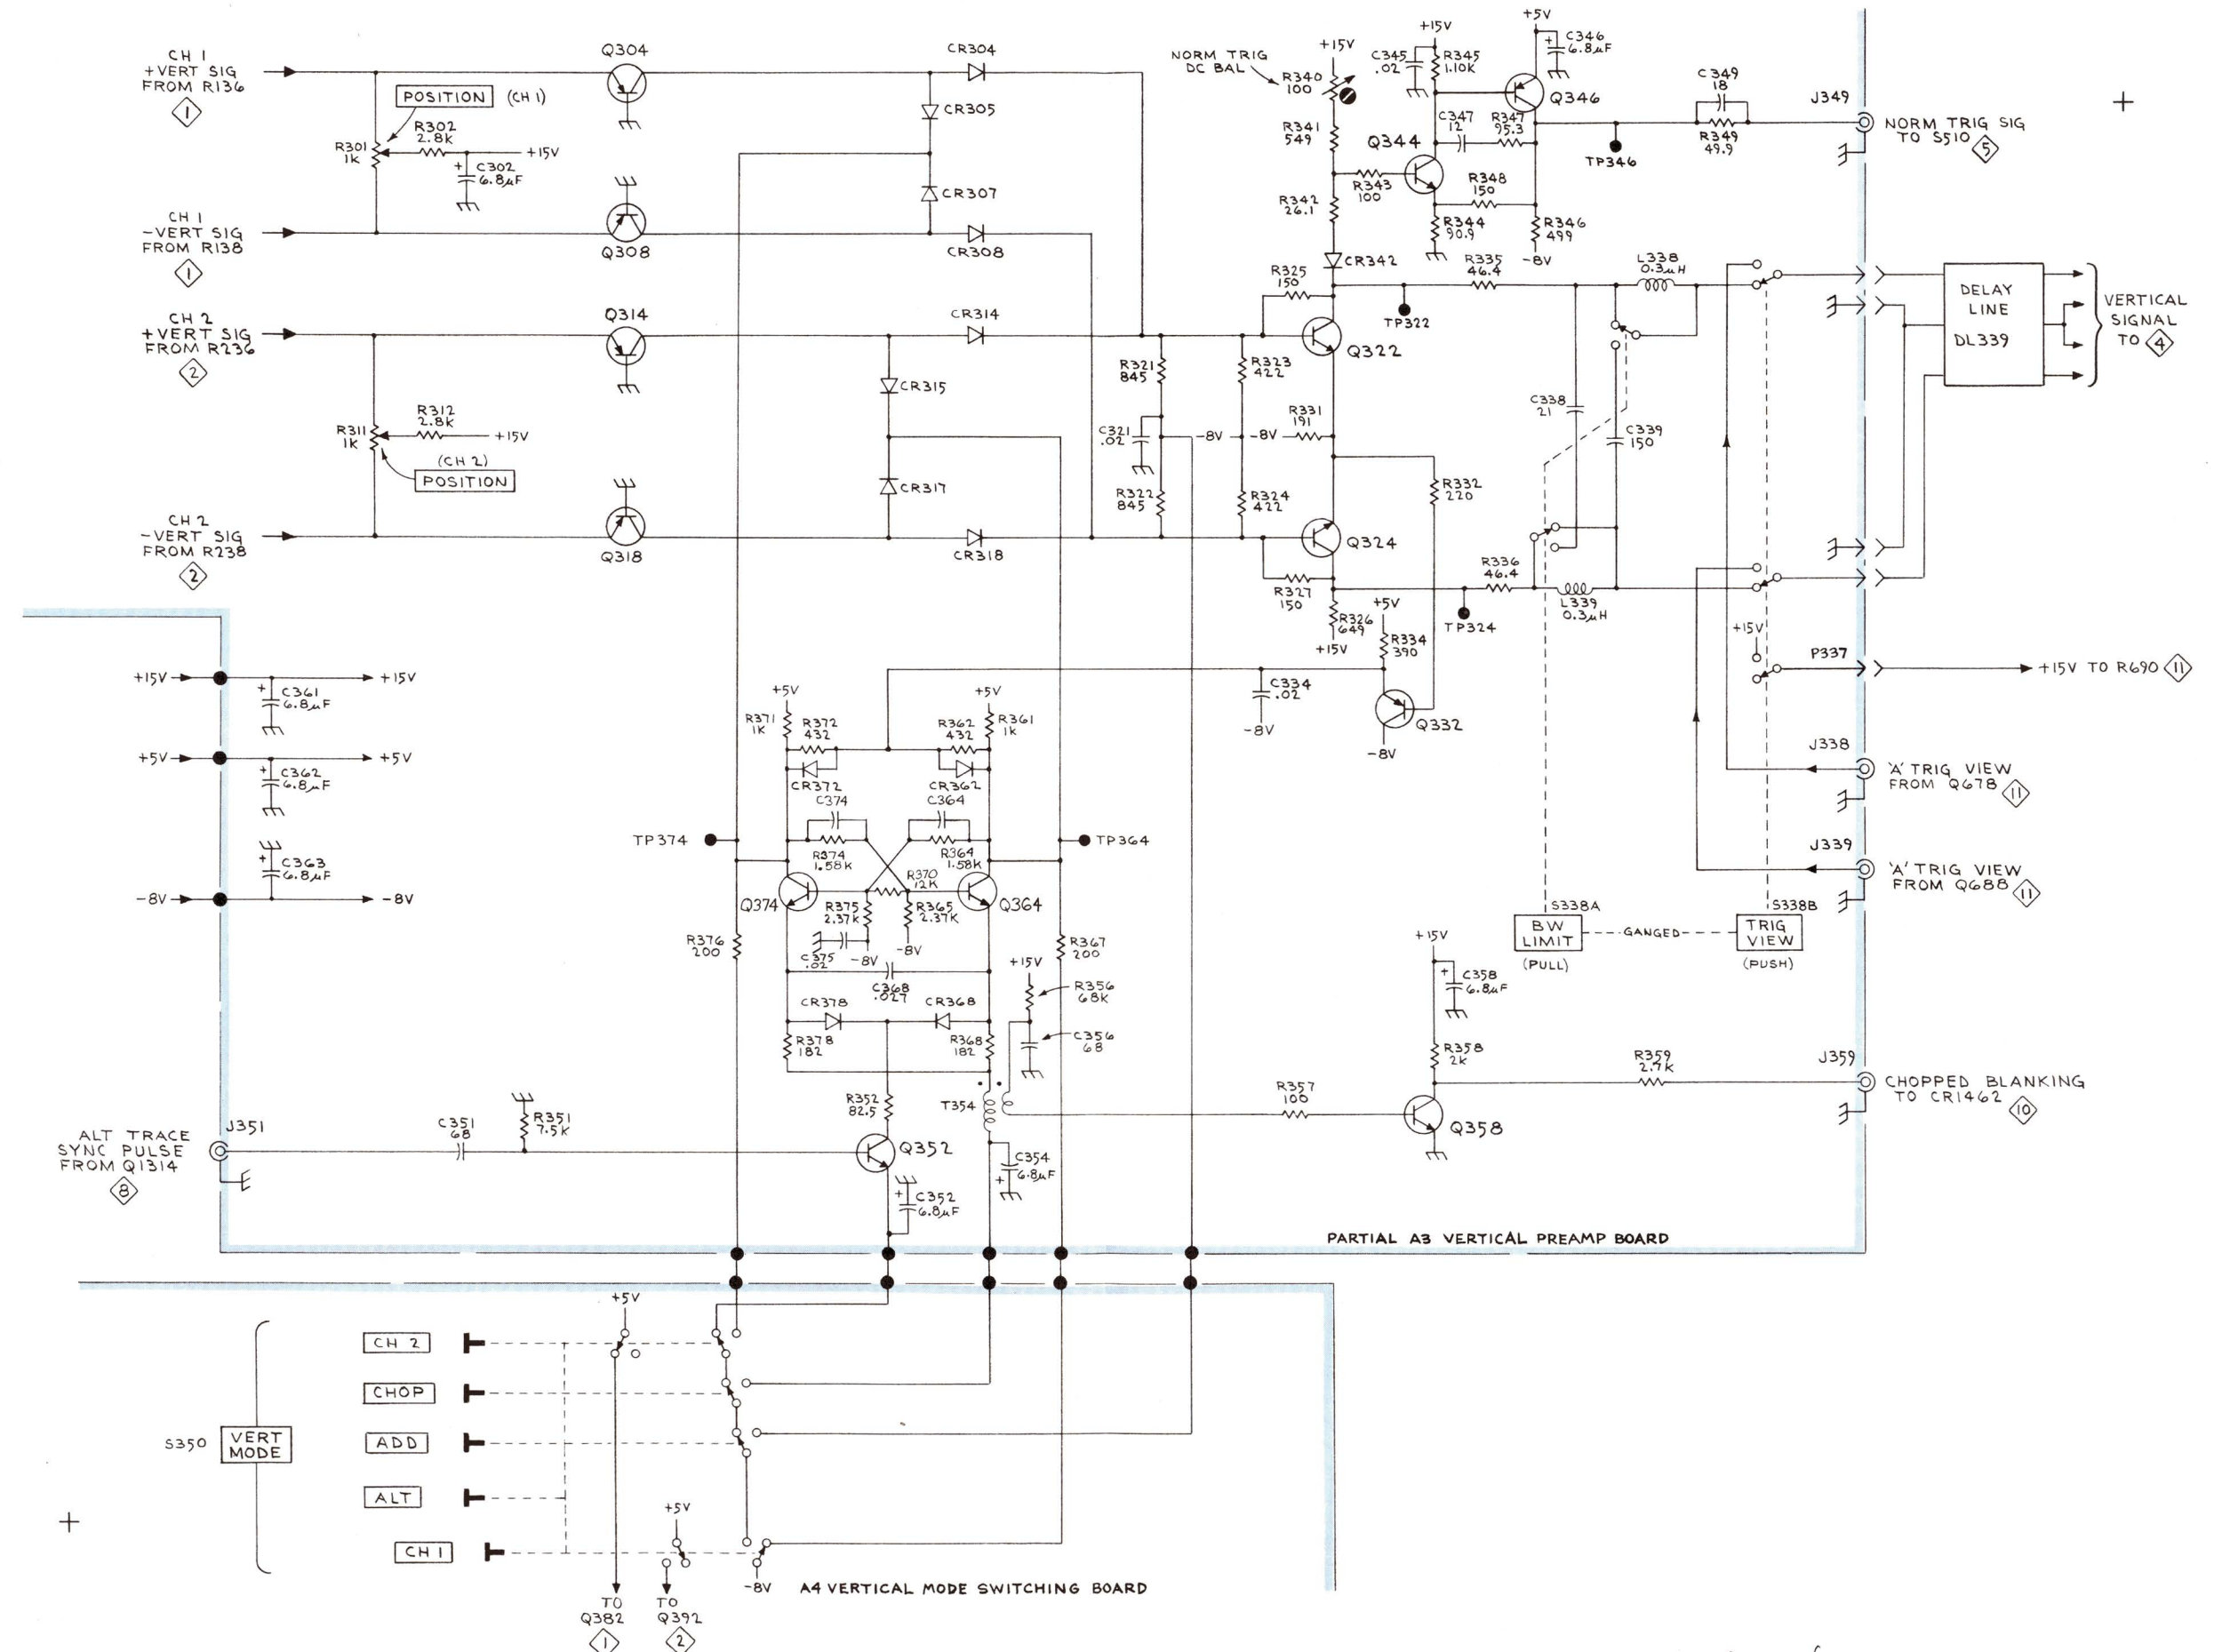 CH 1
+VERT SIG
FROM R136
1
POSITION (CH 1)
R301
1K
R302
2.8K
+15V
C302
6.8µF
+
Q304
CR304
CR305
CR307
CH 1
-VERT SIG
FROM R138
1
Q308
CR308
CH 2
+VERT SIG
FROM R236
2
Q314
CR314
CR315
R311
1K
R312
2.8K
+15V
(CH 2)
POSITION
CR317
CH 2
-VERT SIG
FROM R238
2
Q318
CR318
NORM TRIG
DC BAL
+15V
R340
100
R341
549
R342
26.1
R343
100
CR342
+15V
C345
.02
R345
1.10K
+5V
+
C346
6.8µF
Q346
Q344
C347
12
R347
95.3
R348
150
R344
90.9
R346
499
-8V
TP346
C349
18
R349
49.9
J349
NORM TRIG SIG
TO S510
5
R325
150
TP322
R335
46.4
L338
0.3µH
Q322
R321
845
R323
422
C321
.02
-8V
-8V
R331
191
R322
845
R324
422
R332
220
Q324
R327
150
R326
649
+15V
TP324
R336
46.4
L339
0.3µH
C338
21
C339
150
DELAY
LINE
DL339
VERTICAL
SIGNAL
TO 4
+15V
P337
+15V TO R690 11
J338
'A' TRIG VIEW
FROM Q678
11
J339
'A' TRIG VIEW
FROM Q688
11
S338A
BW
LIMIT
(PULL)
GANGED
S338B
TRIG
VIEW
(PUSH)
+5V
R334
390
C334
.02
-8V
Q332
-8V
+15V
+15V
+
C361
6.8µF
+5V
+5V
+
C362
6.8µF
+
C363
6.8µF
-8V
-8V
+5V
R371
1K
R372
432
CR372
+5V
R362
432
R361
1K
CR362
C374
C364
TP374
TP364
R374
1.58K
R364
1.58K
R370
12K
Q374
Q364
R375
2.37K
R365
2.37K
-8V
C375
.02
-8V
R376
200
R367
200
C368
.027
+15V
R356
68K
CR378
CR368
C356
68
R378
182
R368
182
T354
R352
82.5
Q352
C354
6.8µF
+
+
C352
6.8µF
R357
100
+15V
+
C358
6.8µF
R358
2K
Q358
R359
2.7K
J359
CHOPPED BLANKING
TO CR1462
10
ALT TRACE
SYNC PULSE
FROM Q1314
8
J351
C351
68
R351
7.5K
PARTIAL A3 VERTICAL PREAMP BOARD
S350
VERT
MODE
CH 2
CHOP
ADD
ALT
CH 1
+5V
+5V
-8V
TO
Q382
1
TO
Q392
2
A4 VERTICAL MODE SWITCHING BOARD